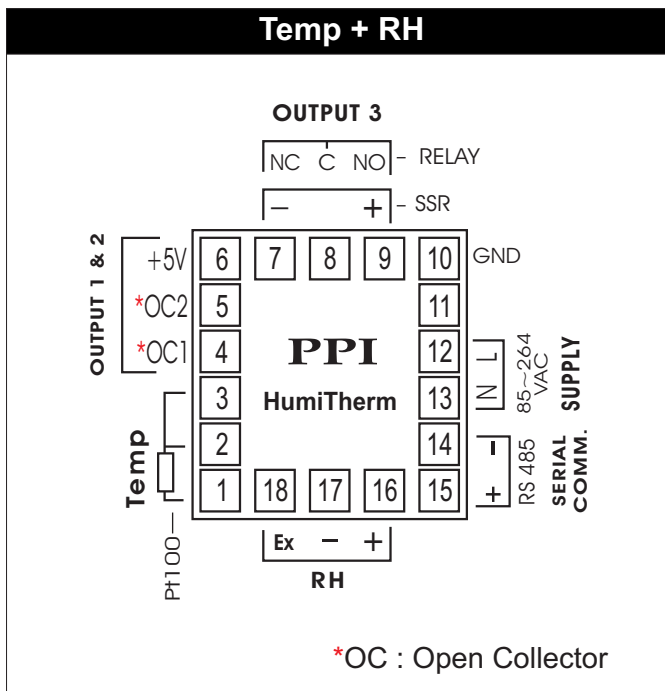 Temp + RH
OUTPUT 3
NC C NO – RELAY
– + – SSR
OUTPUT 1 & 2
+5V 6 7 8 9 10 GND
*OC2 5 11
*OC1 4 PPI 12 L
3 HumiTherm 13 N
85~264
VAC
SUPPLY
Temp
2 14 –
1 18 17 16 15 +
RS 485
SERIAL
COMM.
Pt100
Ex – +
RH
*OC : Open Collector